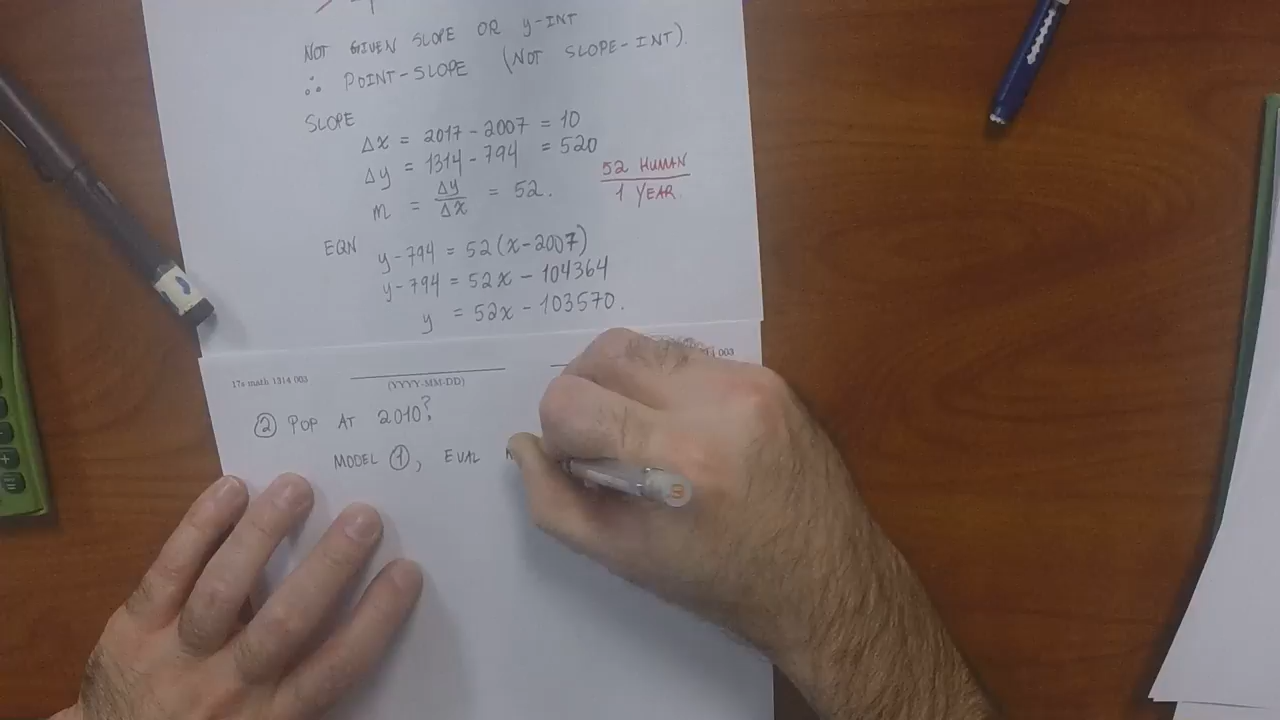 NOT GIVEN SLOPE OR y-INT
∴ POINT-SLOPE (NOT SLOPE-INT).
SLOPE
Δx = 2017 - 2007 = 10
Δy = 1314 - 794 = 520
m = Δy/Δx = 52.
52 HUMAN
1 YEAR.
EQN y-794 = 52(x-2007)
y-794 = 52x - 104364
y = 52x - 103570.
17s math 1314 003
(YYYY-MM-DD)
003
② POP AT 2010?
MODEL ①, EVAL